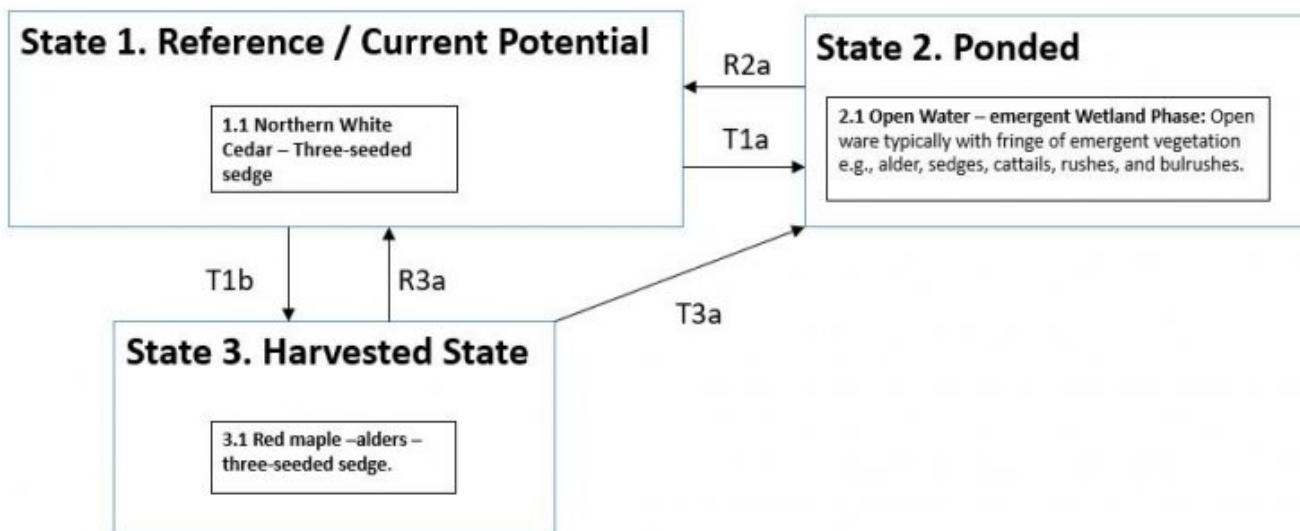 State 1. Reference / Current Potential
1.1 Northern White
Cedar – Three-seeded
sedge
R2a
T1a
State 2. Ponded
2.1 Open Water – emergent Wetland Phase: Open
ware typically with fringe of emergent vegetation
e.g., alder, sedges, cattails, rushes, and bulrushes.
T1b
R3a
T3a
State 3. Harvested State
3.1 Red maple –alders –
three-seeded sedge.